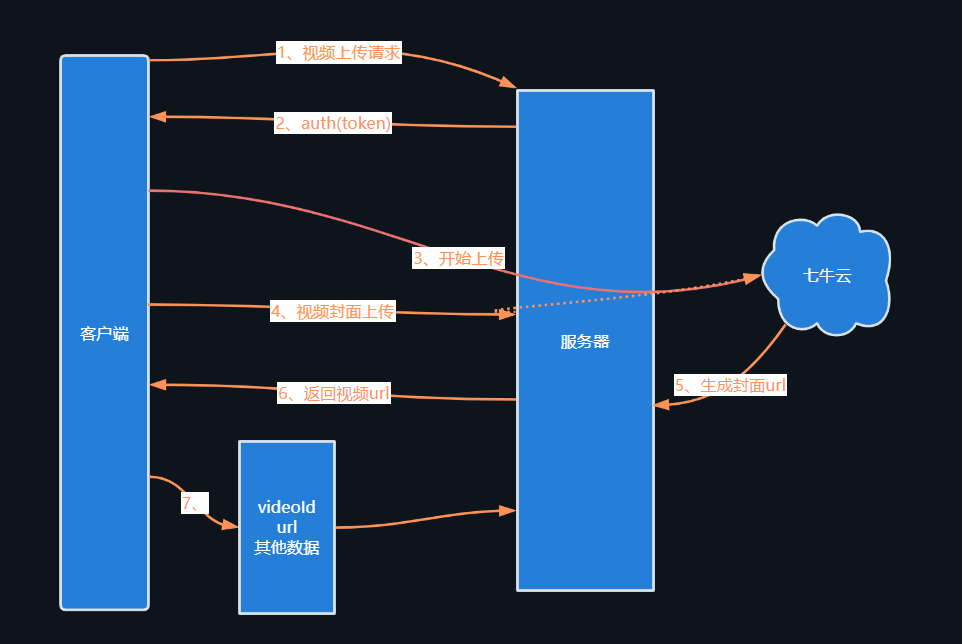 1、视频上传请求
2、auth(token)
3、开始上传
七牛云
4、视频封面上传
客户端
服务器
5、生成封面url
6、返回视频url
7、
videoId
url
其他数据